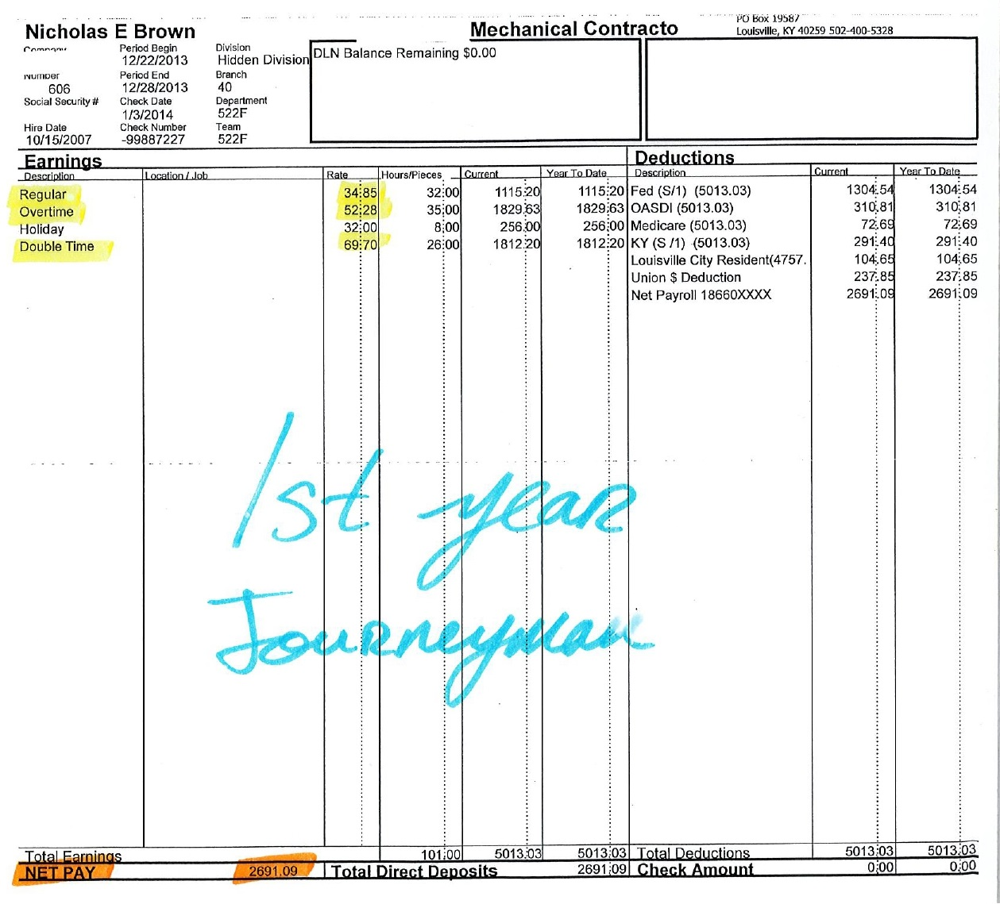 Nicholas E Brown
Mechanical Contracto
PO Box 19587
Louisville, KY 40259 502-400-5328
Company Period Begin Division
12/22/2013 Hidden Division
Number Period End Branch
606 12/28/2013 40
Social Security # Check Date Department
1/3/2014 522F
Hire Date Check Number Team
10/15/2007 -99887227 522F
DLN Balance Remaining $0.00
Earnings Deductions
Description Location / Job Rate Hours/Pieces Current Year To Date Description Current Year To Date
Regular 34.85 32.00 1115.20 1115.20 Fed (S/1) (5013.03) 1304.54 1304.54
Overtime 52.28 35.00 1829.63 1829.63 OASDI (5013.03) 310.81 310.81
Holiday 32.00 8.00 256.00 256.00 Medicare (5013.03) 72.69 72.69
Double Time 69.70 26.00 1812.20 1812.20 KY (S /1) (5013.03) 291.40 291.40
Louisville City Resident(4757. 104.65 104.65
Union $ Deduction 237.85 237.85
Net Payroll 18660XXXX 2691.09 2691.09
1st year
Journeyman
Total Earnings 101.00 5013.03 5013.03 Total Deductions 5013.03 5013.03
NET PAY 2691.09 Total Direct Deposits 2691.09 Check Amount 0.00 0.00